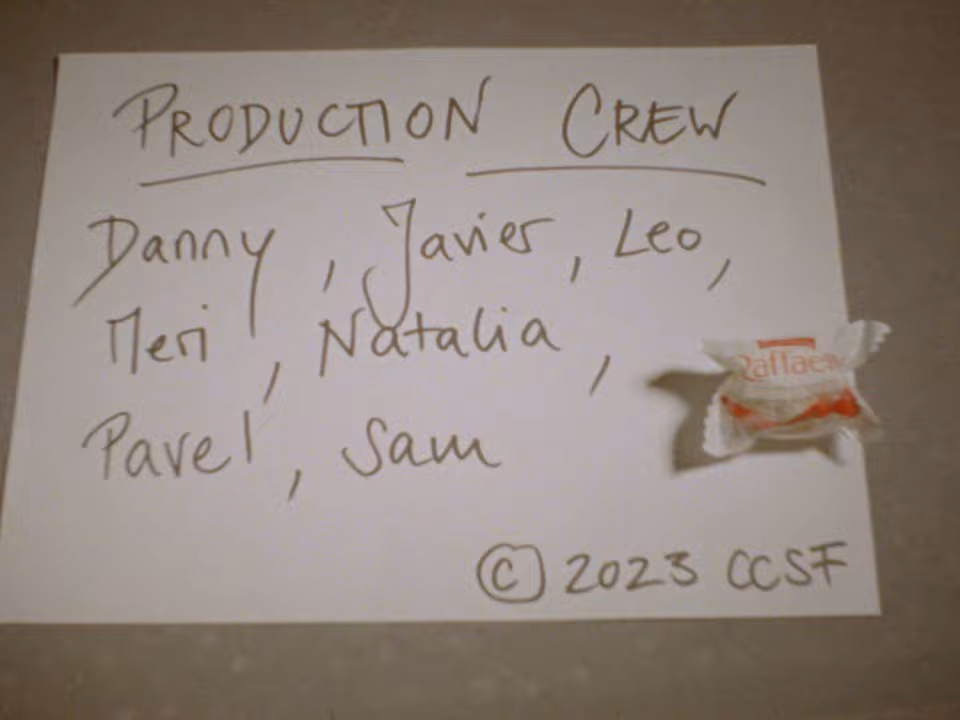 PRODUCTION CREW
Danny, Javier, Leo,
Meri, Natalia,
Raffaello
Pavel, Sam
© 2023 CCSF